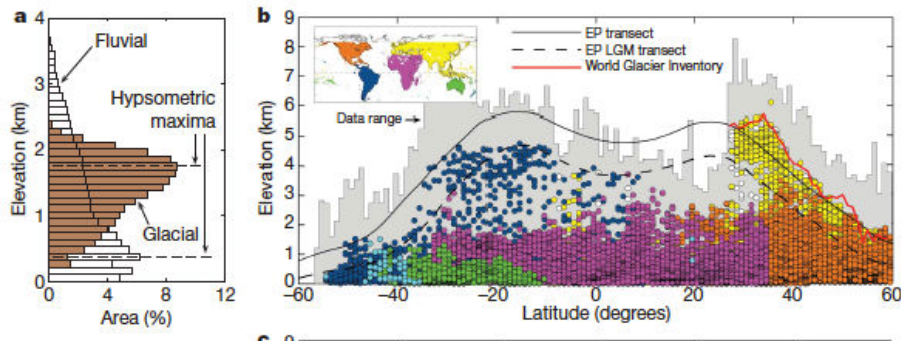 a
4
3
2
1
0
Elevation (km)
Fluvial
Hypsometric
maxima
Glacial
0 4 8 12
Area (%)
b
9
8
7
6
5
4
3
2
1
0
Elevation (km)
EP transect
EP LGM transect
World Glacier Inventory
Data range
−60 −40 −20 0 20 40 60
Latitude (degrees)
c 9